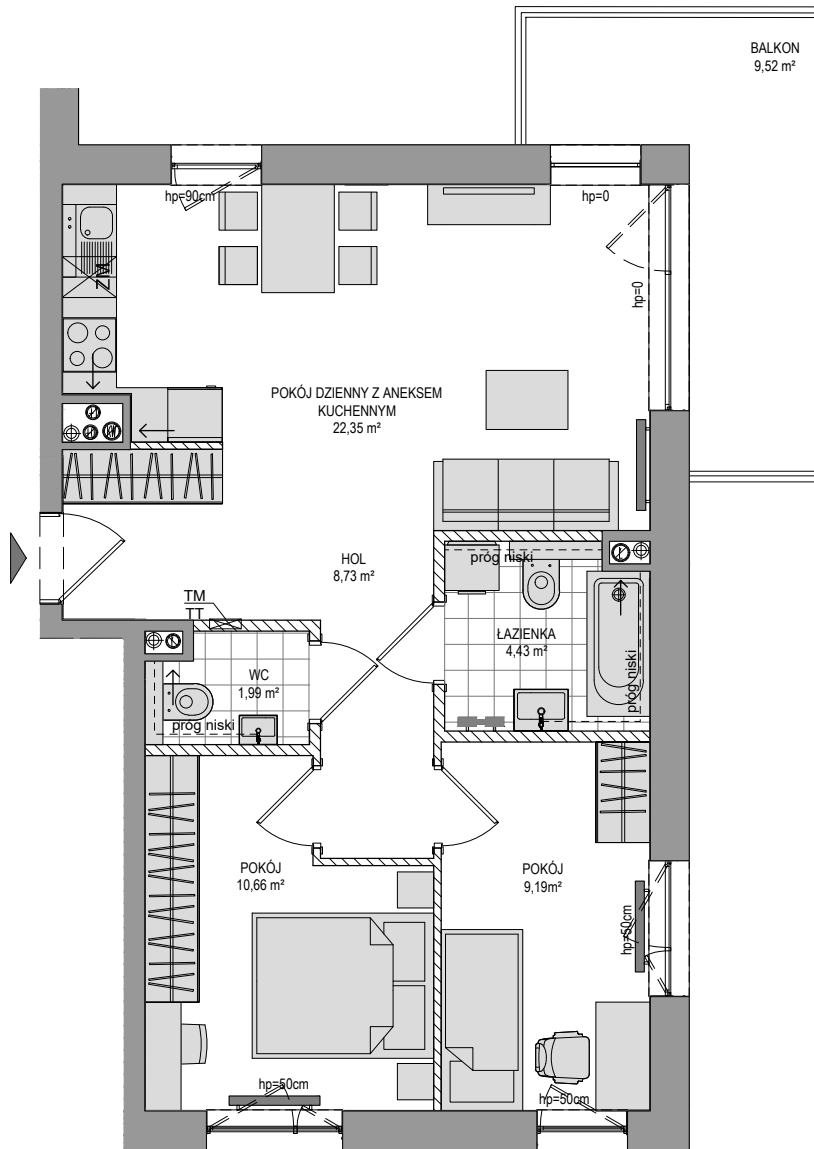 BALKON
9,52 m²
hp=90cm
hp=0
hp=0
ZM
POKÓJ DZIENNY Z ANEKSEM
KUCHENNYM
22,35 m²
HOL
8,73 m²
próg niski
TM
ŁAZIENKA
4,43 m²
WC
1,99 m²
próg niski
próg niski
POKÓJ
10,66 m²
POKÓJ
9,19m²
hp=50cm
hp=50cm
hp=50cm